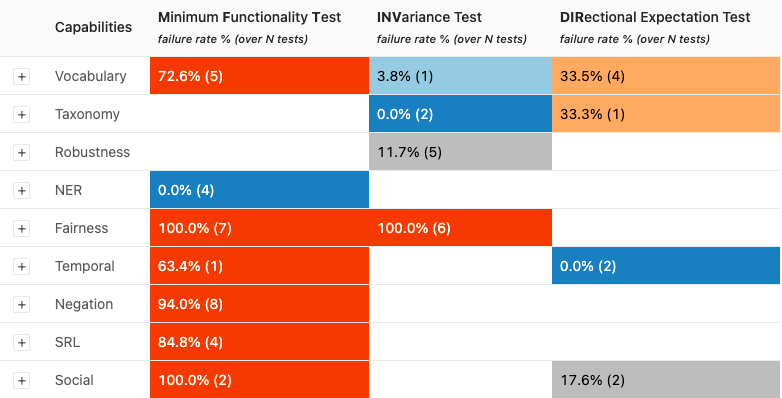 Capabilities Minimum Functionality Test INVariance Test DIRectional Expectation Test
failure rate % (over N tests) failure rate % (over N tests) failure rate % (over N tests)
+ Vocabulary 72.6% (5) 3.8% (1) 33.5% (4)
+ Taxonomy 0.0% (2) 33.3% (1)
+ Robustness 11.7% (5)
+ NER 0.0% (4)
+ Fairness 100.0% (7) 100.0% (6)
+ Temporal 63.4% (1) 0.0% (2)
+ Negation 94.0% (8)
+ SRL 84.8% (4)
+ Social 100.0% (2) 17.6% (2)